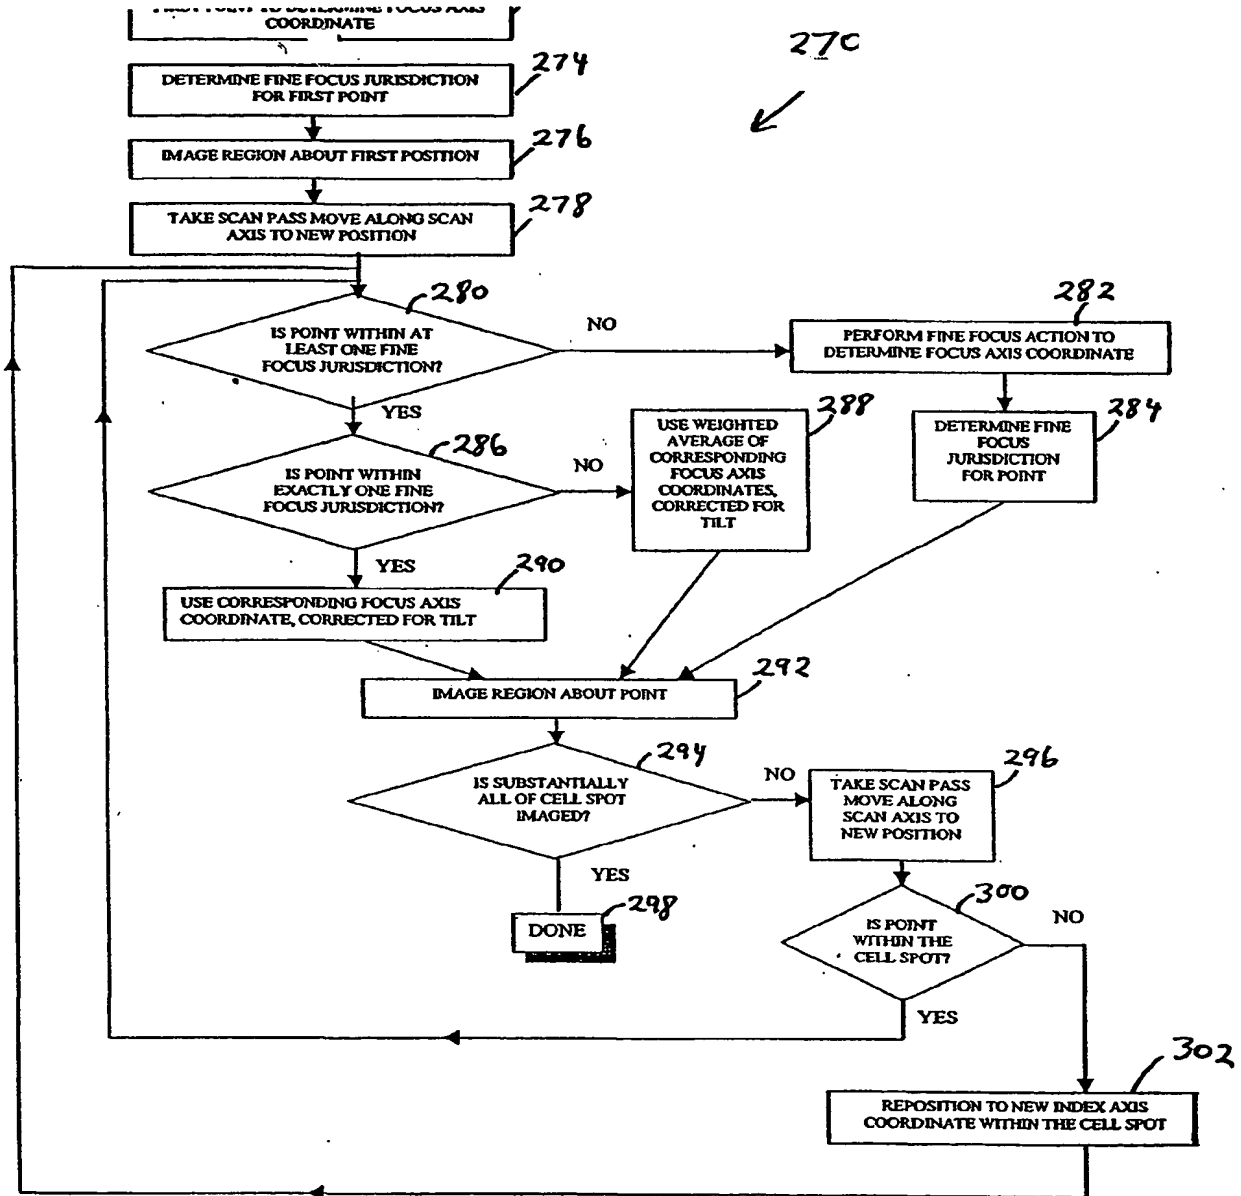 FIRST POINT TO DETERMINE FOCUS AXIS
COORDINATE
270
274
DETERMINE FINE FOCUS JURISDICTION
FOR FIRST POINT
276
IMAGE REGION ABOUT FIRST POSITION
278
TAKE SCAN PASS MOVE ALONG SCAN
AXIS TO NEW POSITION
280
IS POINT WITHIN AT
LEAST ONE FINE
FOCUS JURISDICTION?
NO
282
PERFORM FINE FOCUS ACTION TO
DETERMINE FOCUS AXIS COORDINATE
YES
284
DETERMINE FINE
FOCUS
JURISDICTION
FOR POINT
286
IS POINT WITHIN
EXACTLY ONE FINE
FOCUS JURISDICTION?
NO
288
USE WEIGHTED
AVERAGE OF
CORRESPONDING
FOCUS AXIS
COORDINATES,
CORRECTED FOR
TILT
YES
290
USE CORRESPONDING FOCUS AXIS
COORDINATE, CORRECTED FOR TILT
292
IMAGE REGION ABOUT POINT
294
IS SUBSTANTIALLY
ALL OF CELL SPOT
IMAGED?
NO
296
TAKE SCAN PASS
MOVE ALONG
SCAN AXIS TO
NEW POSITION
YES
298
DONE
300
IS POINT
WITHIN THE
CELL SPOT?
NO
YES
302
REPOSITION TO NEW INDEX AXIS
COORDINATE WITHIN THE CELL SPOT